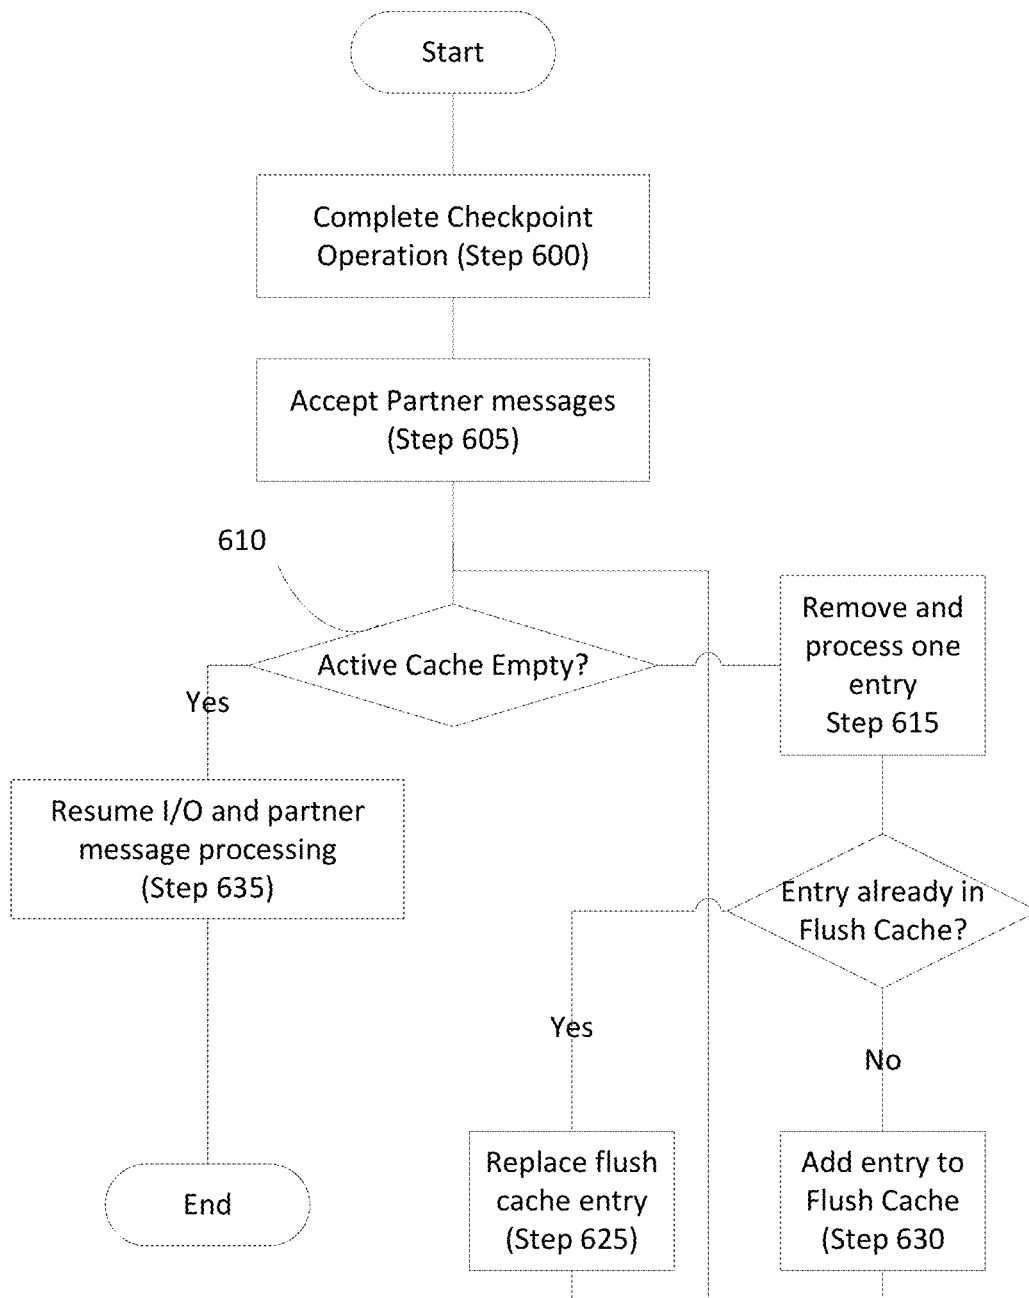 Start
Complete Checkpoint
Operation (Step 600)
Accept Partner messages
(Step 605)
610
Active Cache Empty?
Remove and
process one
entry
Step 615
Yes
Resume I/O and partner
message processing
(Step 635)
Entry already in
Flush Cache?
Yes
No
Replace flush
cache entry
(Step 625)
Add entry to
Flush Cache
(Step 630
End